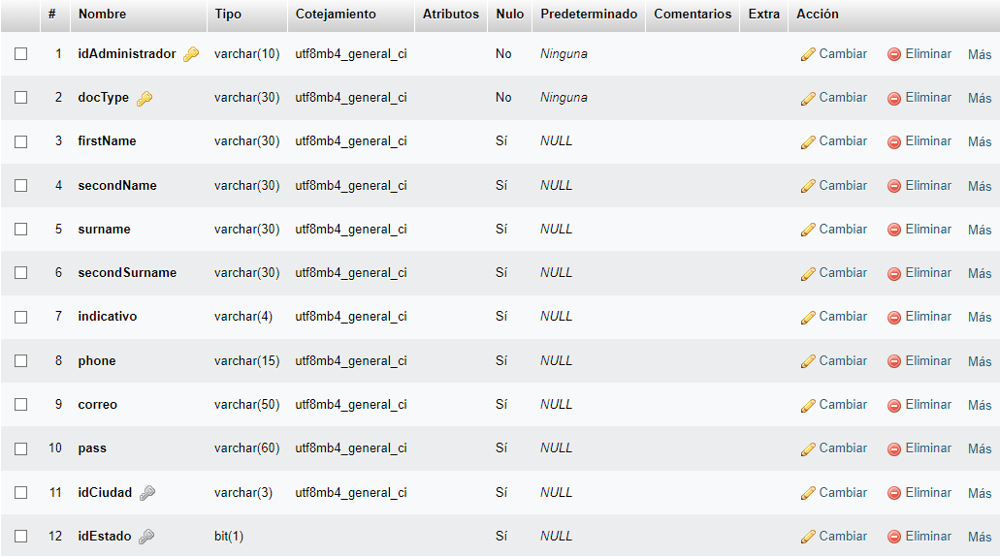 # Nombre Tipo Cotejamiento Atributos Nulo Predeterminado Comentarios Extra Acción
1 idAdministrador varchar(10) utf8mb4_general_ci No Ninguna Cambiar Eliminar Más
2 docType varchar(30) utf8mb4_general_ci No Ninguna Cambiar Eliminar Más
3 firstName varchar(30) utf8mb4_general_ci Sí NULL Cambiar Eliminar Más
4 secondName varchar(30) utf8mb4_general_ci Sí NULL Cambiar Eliminar Más
5 surname varchar(30) utf8mb4_general_ci Sí NULL Cambiar Eliminar Más
6 secondSurname varchar(30) utf8mb4_general_ci Sí NULL Cambiar Eliminar Más
7 indicativo varchar(4) utf8mb4_general_ci Sí NULL Cambiar Eliminar Más
8 phone varchar(15) utf8mb4_general_ci Sí NULL Cambiar Eliminar Más
9 correo varchar(50) utf8mb4_general_ci Sí NULL Cambiar Eliminar Más
10 pass varchar(60) utf8mb4_general_ci Sí NULL Cambiar Eliminar Más
11 idCiudad varchar(3) utf8mb4_general_ci Sí NULL Cambiar Eliminar Más
12 idEstado bit(1) Sí NULL Cambiar Eliminar Más